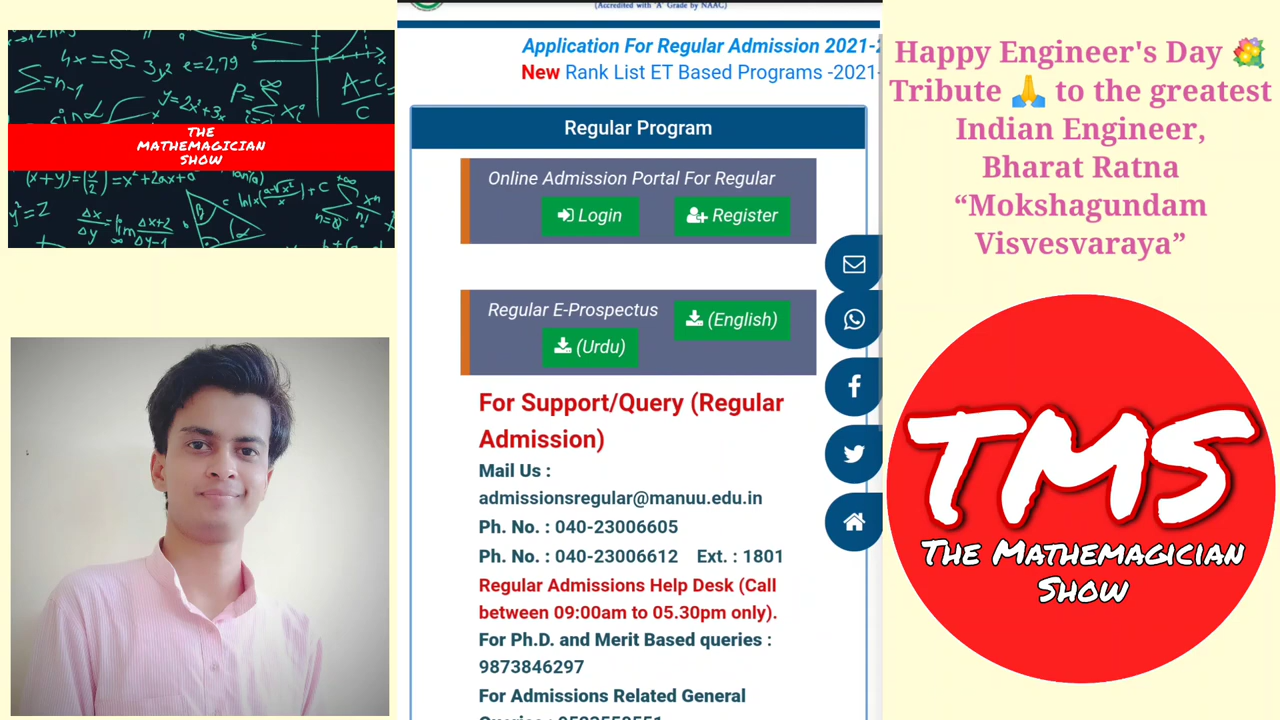 4x = 8 - 3y² e=2,79
THE
MATHEMAGICIAN
SHOW
(Accredited with 'A' Grade by NAAC)
Application For Regular Admission 2021-2
New Rank List ET Based Programs -2021-
Regular Program
Online Admission Portal For Regular
Login Register
Regular E-Prospectus (English)
(Urdu)
For Support/Query (Regular
Admission)
Mail Us :
admissionsregular@manuu.edu.in
Ph. No. : 040-23006605
Ph. No. : 040-23006612 Ext. : 1801
Regular Admissions Help Desk (Call
between 09:00am to 05.30pm only).
For Ph.D. and Merit Based queries :
9873846297
For Admissions Related General
Happy Engineer's Day 💐
Tribute 🙏 to the greatest
Indian Engineer,
Bharat Ratna
“Mokshagundam
Visvesvaraya”
TMS
The Mathemagician
Show